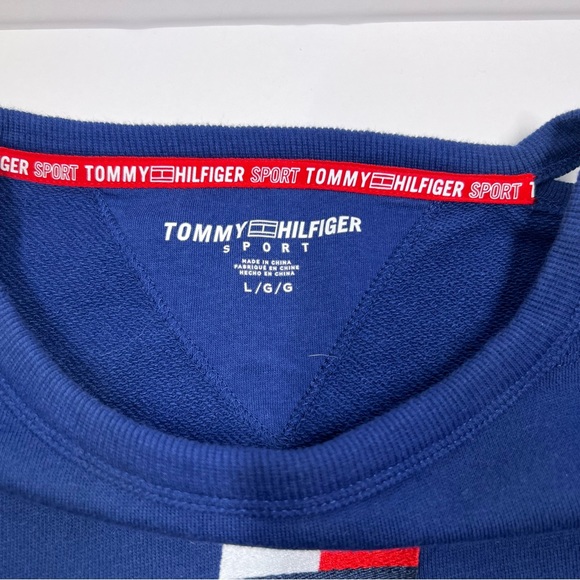 GER SPORT TOMMY HILFIGER SPORT TOMMY HILFIGER SPORT T
TOMMY HILFIGER
SPORT
MADE IN CHINA
FABRIQUÉ EN CHINE
HECHO EN CHINA
L/G/G